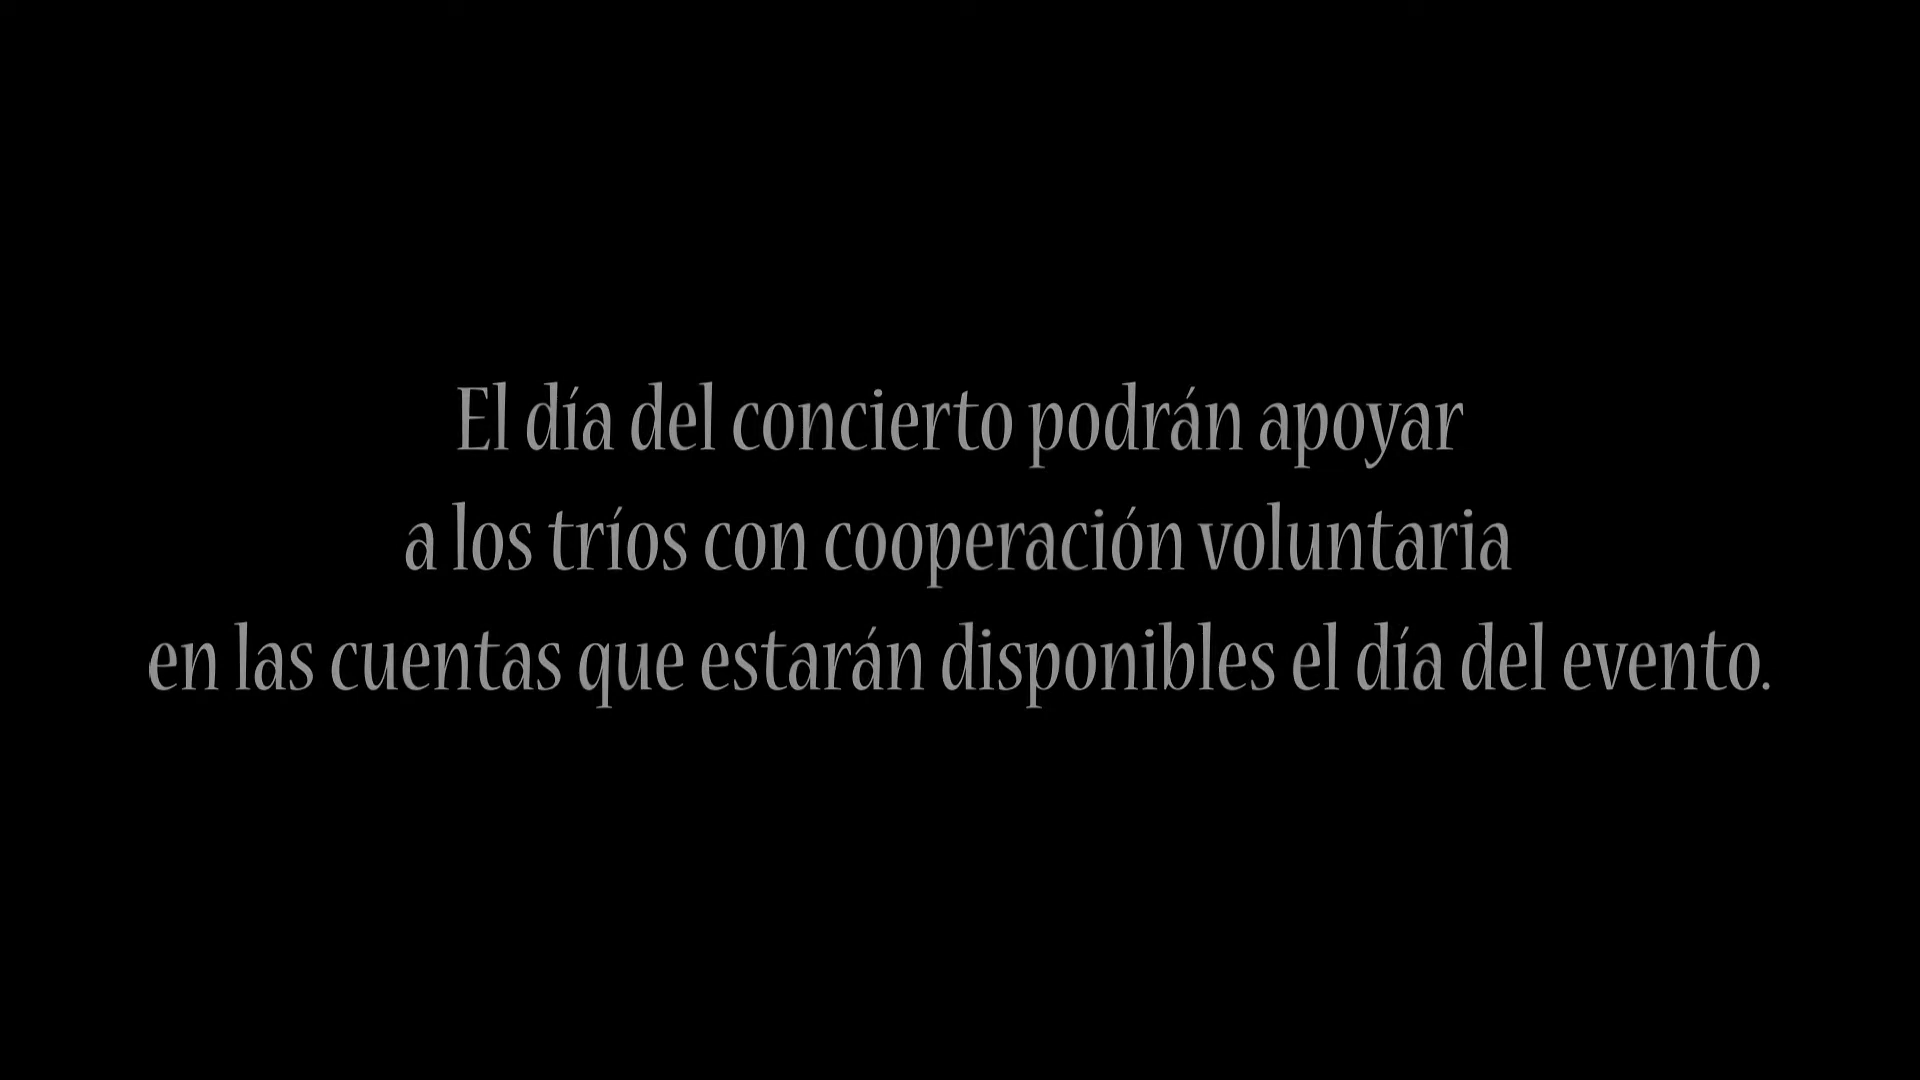 El día del concierto podrán apoyar
a los tríos con cooperación voluntaria
en las cuentas que estarán disponibles el día del evento.